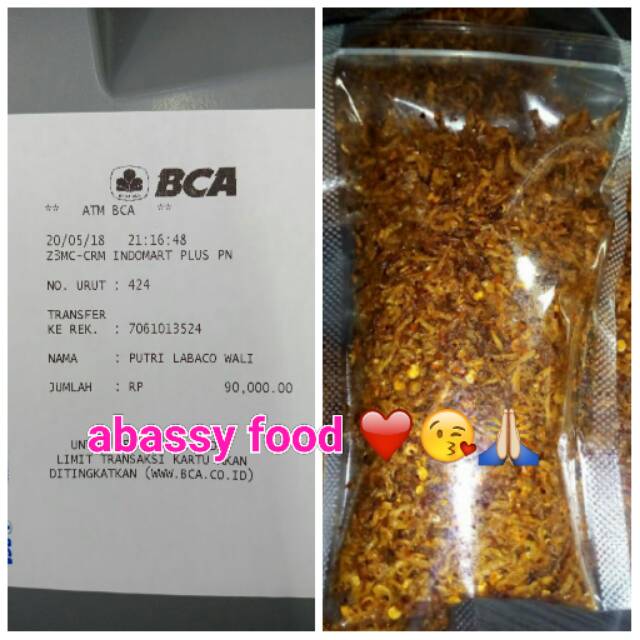 BCA
** ATM BCA **
20/05/18 21:16:48
Z3MC-CRM INDOMART PLUS PN
NO. URUT : 424
TRANSFER
KE REK. : 7061013524
NAMA : PUTRI LABACO WALI
JUMLAH : RP 90,000.00
abassy food ❤️😘🙏
LIMIT TRANSAKSI KARTU
DITINGKATKAN (WWW.BCA.CO.ID)